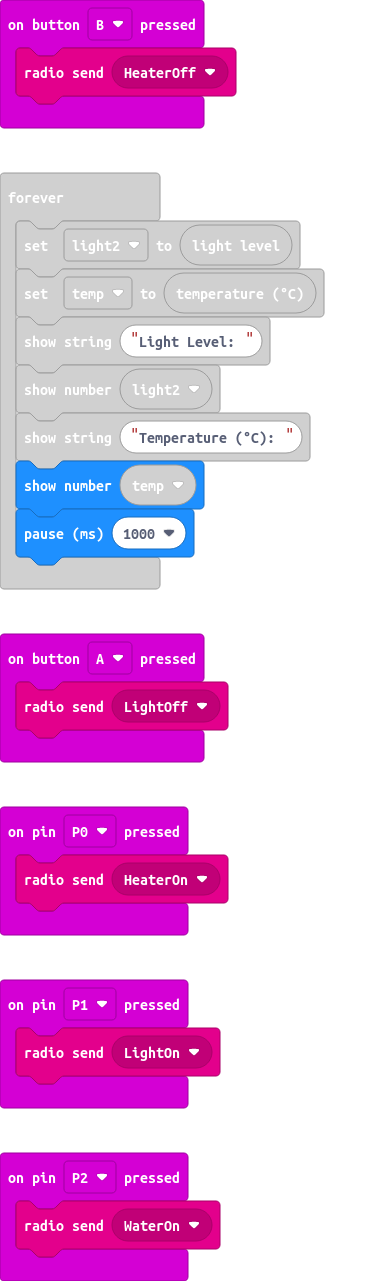 on button B pressed
radio send HeaterOff
forever
set light2 to light level
set temp to temperature (°C)
show string "Light Level: "
show number light2
show string "Temperature (°C): "
show number temp
pause (ms) 1000
on button A pressed
radio send LightOff
on pin P0 pressed
radio send HeaterOn
on pin P1 pressed
radio send LightOn
on pin P2 pressed
radio send WaterOn